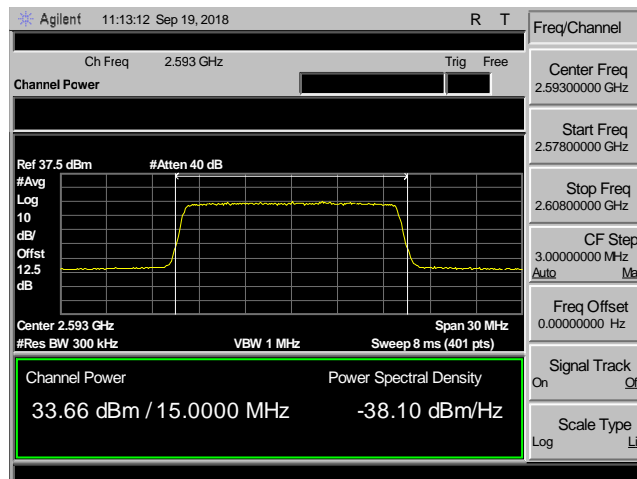 Agilent 11:13:12 Sep 19, 2018 R T
Freq/Channel
Ch Freq 2.593 GHz Trig Free
Channel Power
Center Freq
2.59300000 GHz
Start Freq
2.57800000 GHz
Stop Freq
2.60800000 GHz
CF Step
3.00000000 MHz
Auto Ma
Freq Offset
0.00000000 Hz
Signal Track
On Of
Scale Type
Log Li
Ref 37.5 dBm #Atten 40 dB
#Avg
Log
10
dB/
Offst
12.5
dB
Center 2.593 GHz Span 30 MHz
#Res BW 300 kHz VBW 1 MHz Sweep 8 ms (401 pts)
Channel Power Power Spectral Density
33.66 dBm / 15.0000 MHz -38.10 dBm/Hz